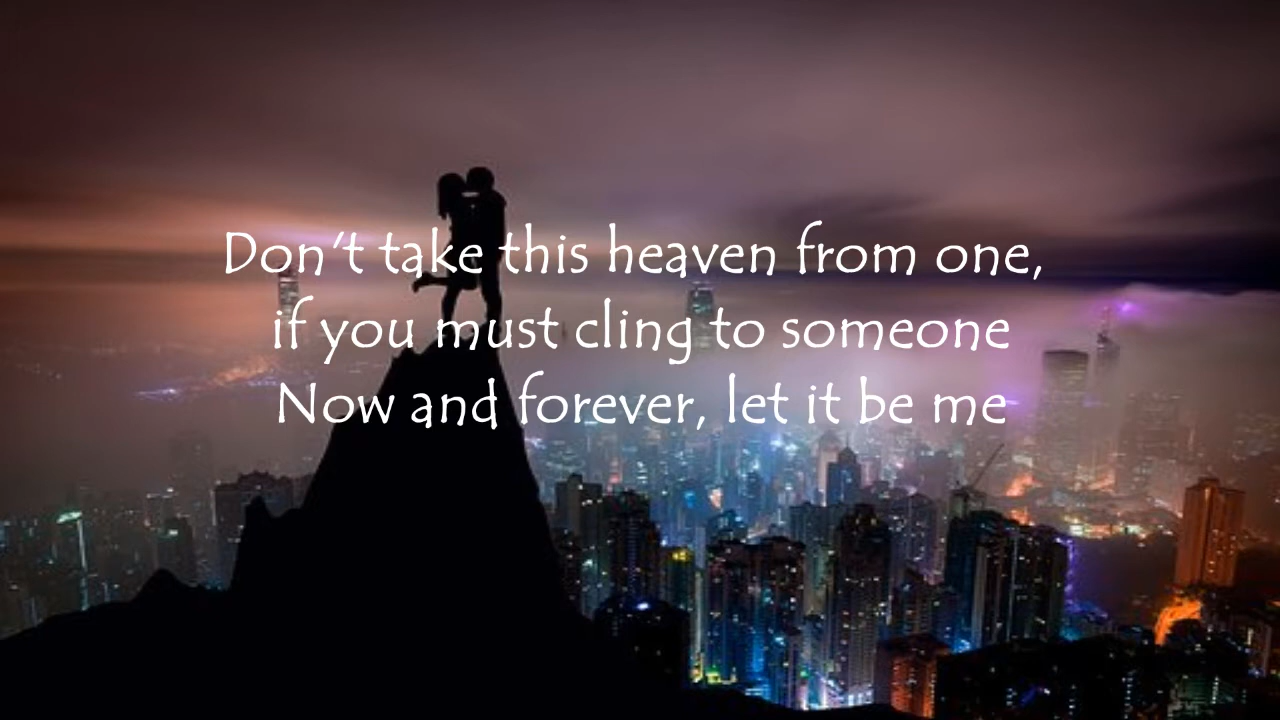 Don't take this heaven from one,
if you must cling to someone
Now and forever, let it be me